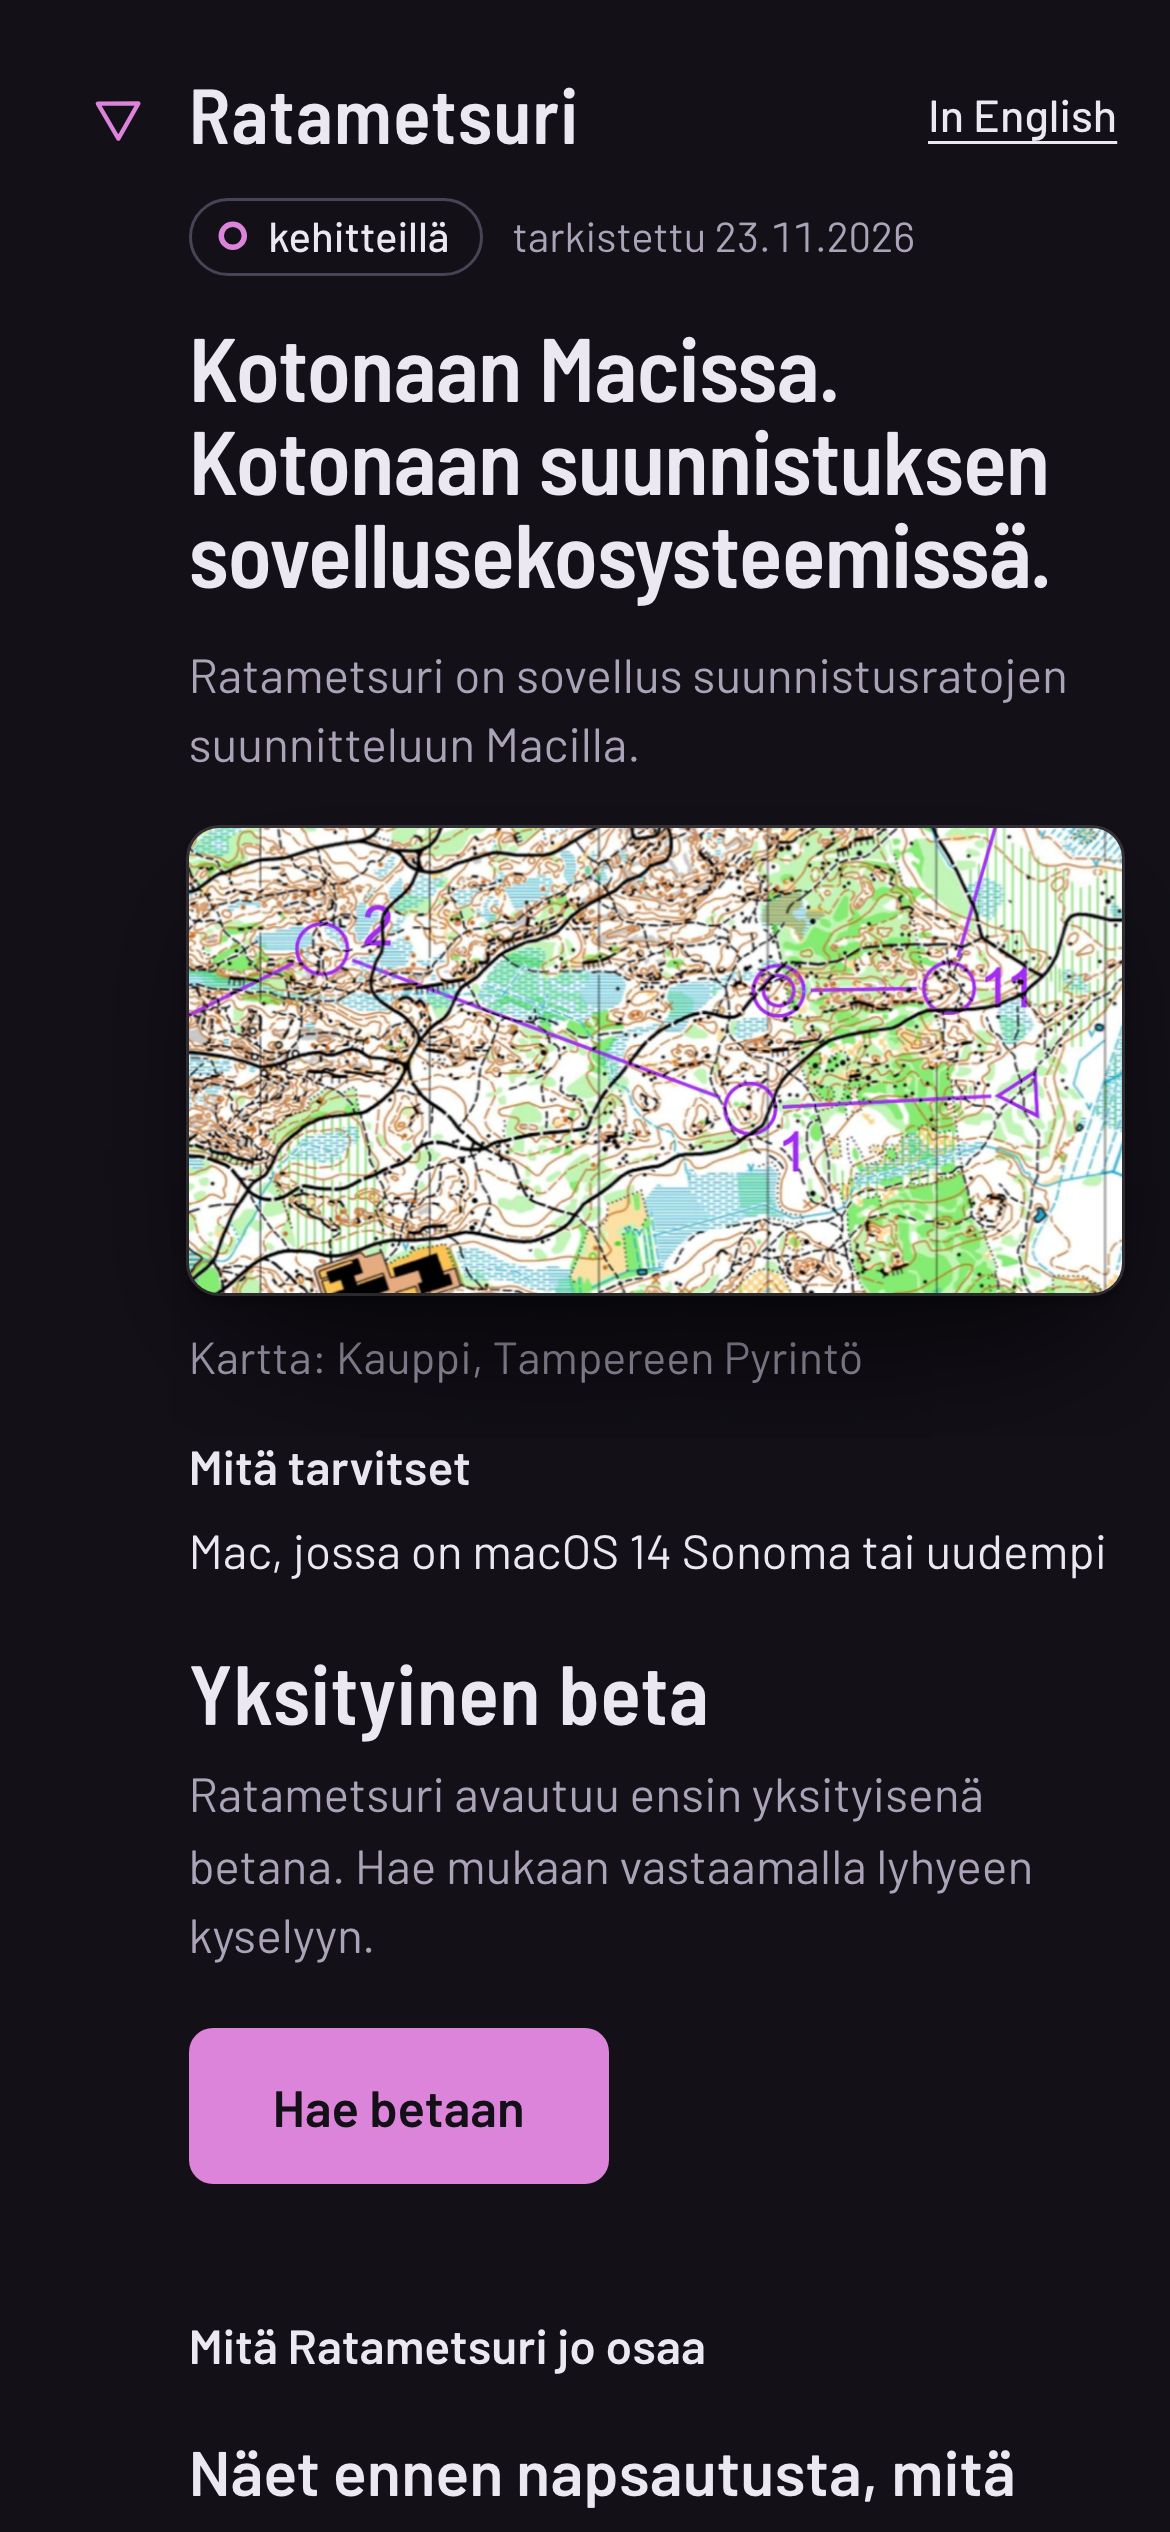 Ratametsuri
In English
kehitteillä
tarkistettu 23.11.2026
Kotonaan Macissa.
Kotonaan suunnistuksen
sovellusekosysteemissä.
Ratametsuri on sovellus suunnistusratojen
suunnitteluun Macilla.
2
11
1
Kartta: Kauppi, Tampereen Pyrintö
Mitä tarvitset
Mac, jossa on macOS 14 Sonoma tai uudempi
Yksityinen beta
Ratametsuri avautuu ensin yksityisenä
betana. Hae mukaan vastaamalla lyhyeen
kyselyyn.
Hae betaan
Mitä Ratametsuri jo osaa
Näet ennen napsautusta, mitä